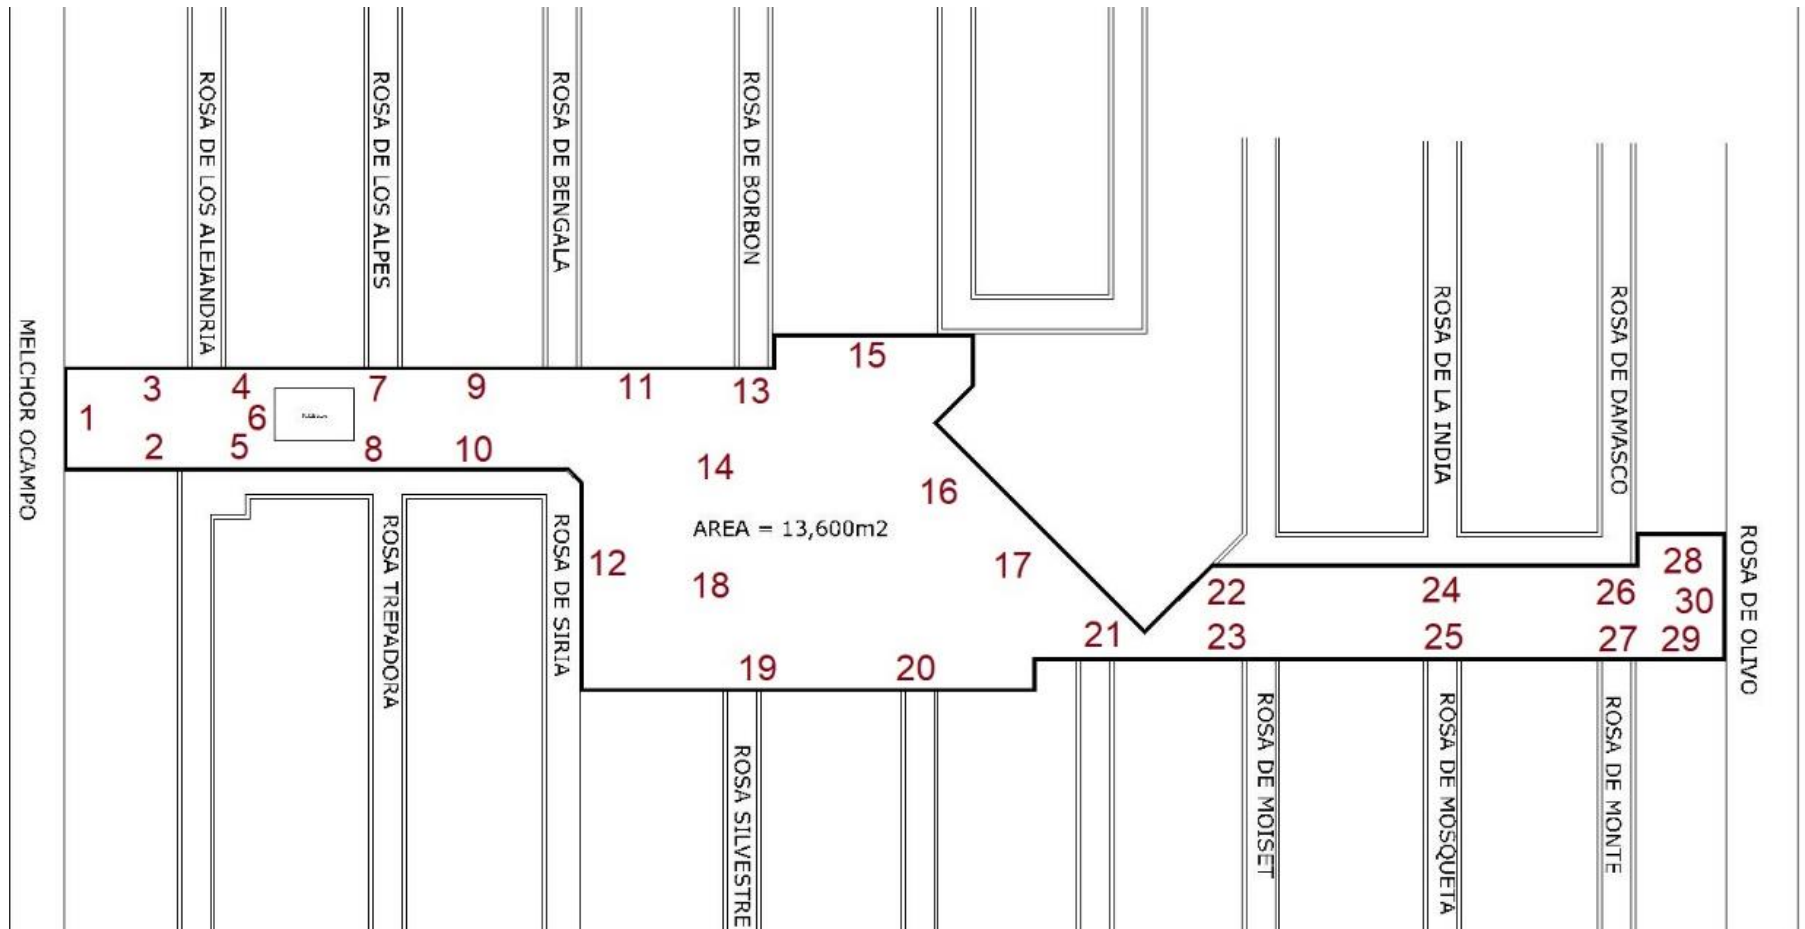 ROSA DE LOS ALEJANDRIA
ROSA DE LOS ALPES
ROSA DE BENGALA
ROSA DE BORBON
MELCHOR OCAMPO
ROSA DE LA INDIA
ROSA DE DAMASCO
15
3
4
7
9
11
13
1
6
2
5
8
10
14
16
AREA = 13,600m2
12
17
18
28
22
24
26
30
21
23
25
27
29
19
20
ROSA TREPADORA
ROSA DE SIRIA
ROSA DE OLIVO
ROSA SILVESTRE
ROSA DE MOISET
ROSA DE MOSQUETA
ROSA DE MONTE